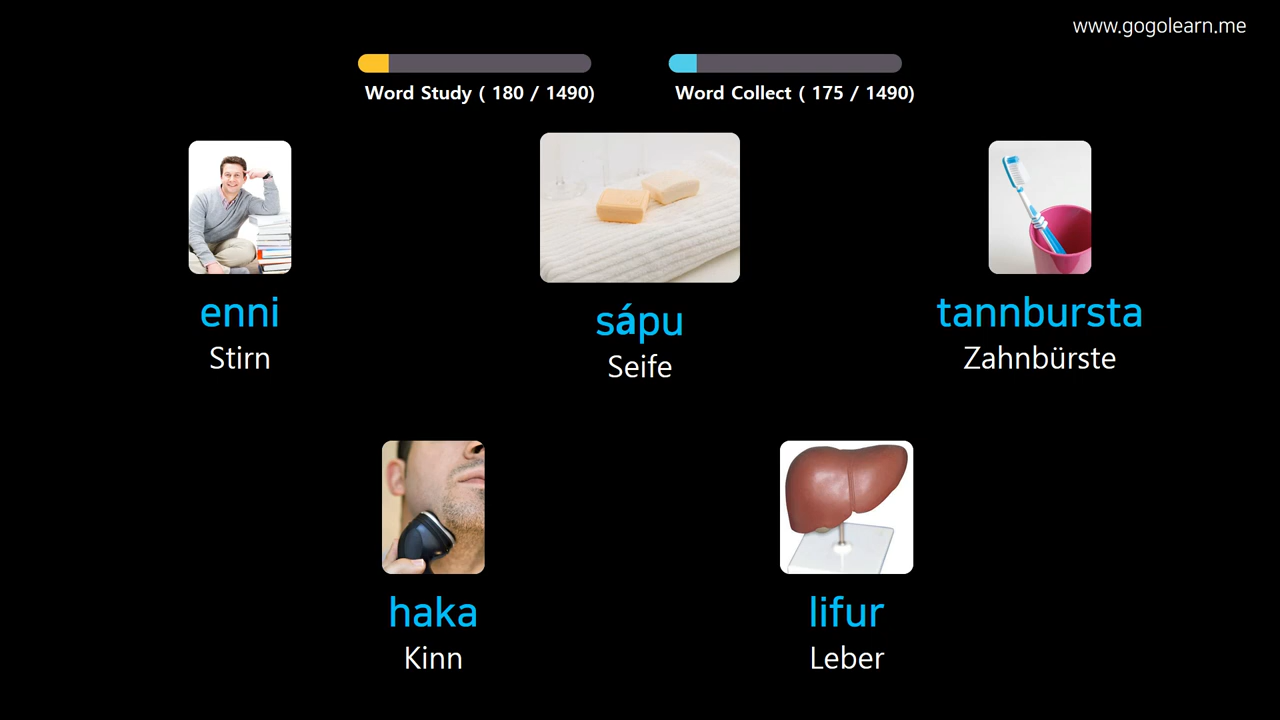 www.gogolearn.me
Word Study ( 180 / 1490)
Word Collect ( 175 / 1490)
enni
Stirn
sápu
Seife
tannbursta
Zahnbürste
haka
Kinn
lifur
Leber